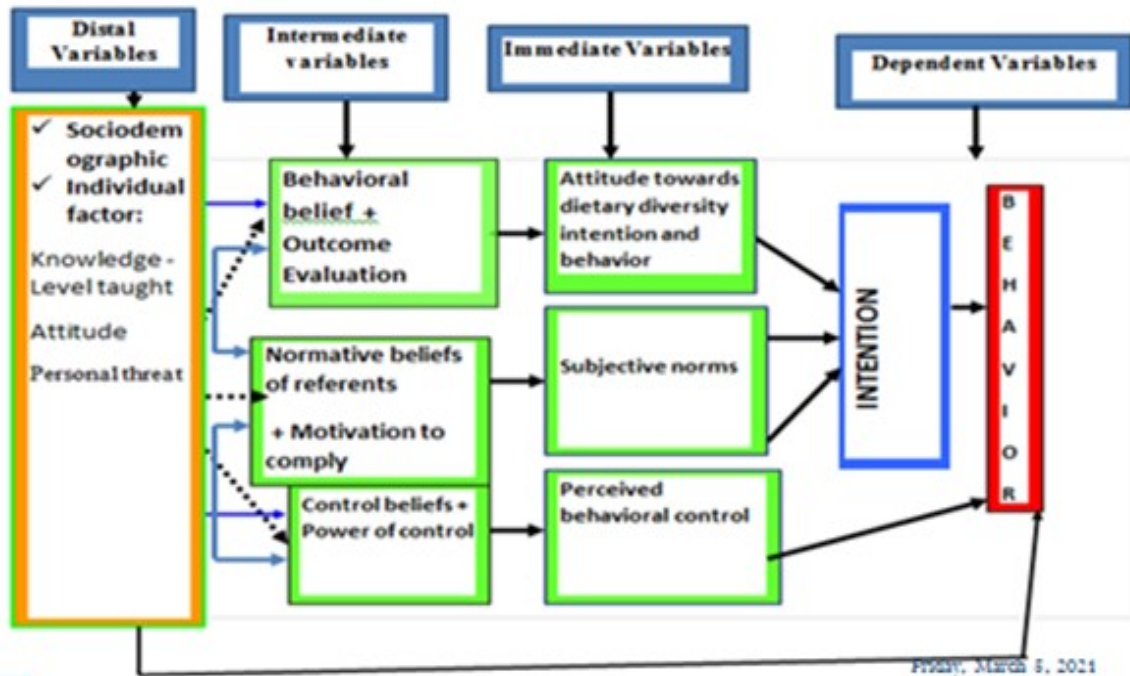 Distal
Variables
Intermediate
variables
Immediate Variables
Dependent Variables
✓ Sociodem
ographic
✓ Individual
factor:
Knowledge -
Level taught
Attitude
Personal threat
Behavioral
belief +
Outcome
Evaluation
Normative beliefs
of referents
+ Motivation to
comply
Control beliefs +
Power of control
Attitude towards
dietary diversity
intention and
behavior
Subjective norms
Perceived
behavioral control
INTENTION
BEHAVIOR
Friday, March 5, 2021